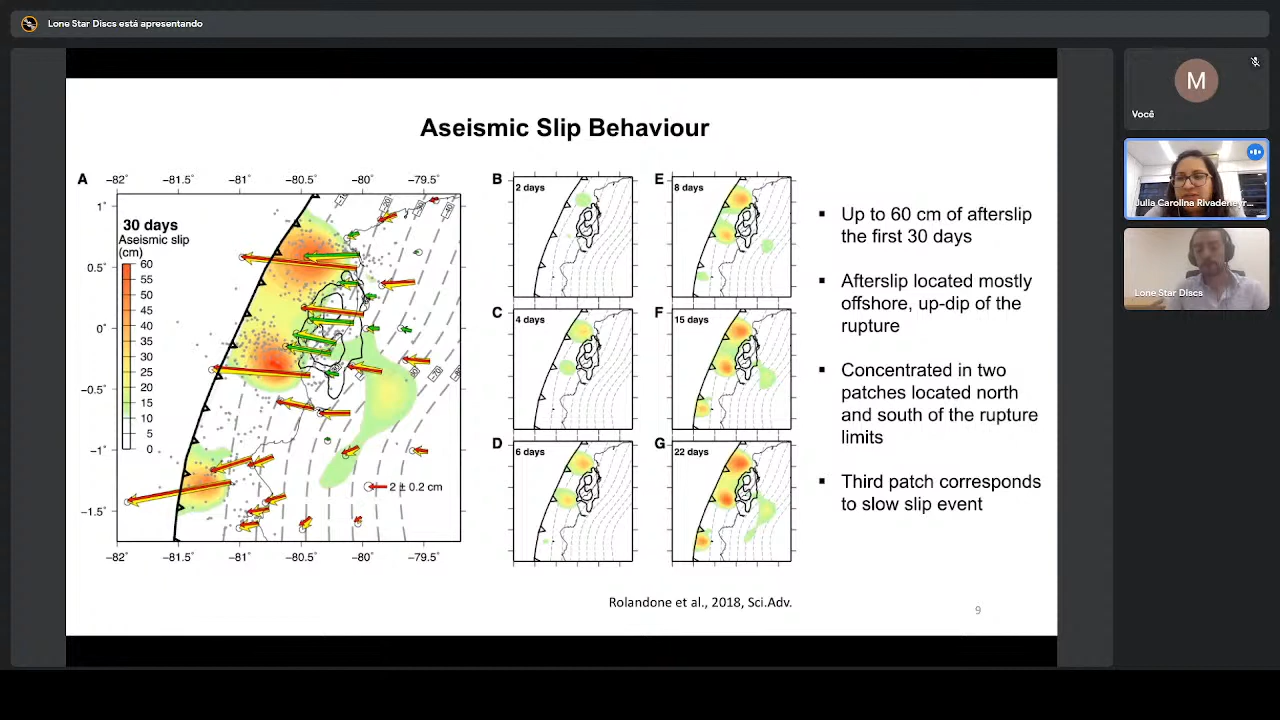 Lone Star Discs está apresentando
Aseismic Slip Behaviour
A
−82 −81.5 −81 −80.5 −80 −79.5
1
0.5
0
−0.5
−1
−1.5
30 days
Aseismic slip
(cm)
60
55
50
45
40
35
30
25
20
15
10
5
0
2 ± 0.2 cm
−82 −81.5 −81 −80.5 −80 −79.5
B
2 days
C
4 days
D
6 days
E
8 days
F
15 days
G
22 days
▪ Up to 60 cm of afterslip
the first 30 days
▪ Afterslip located mostly
offshore, up-dip of the
rupture
▪ Concentrated in two
patches located north
and south of the rupture
limits
▪ Third patch corresponds
to slow slip event
Rolandone et al., 2018, Sci.Adv.
9
M
Você
Julia Carolina Rivadeneyr...
Lone Star Discs